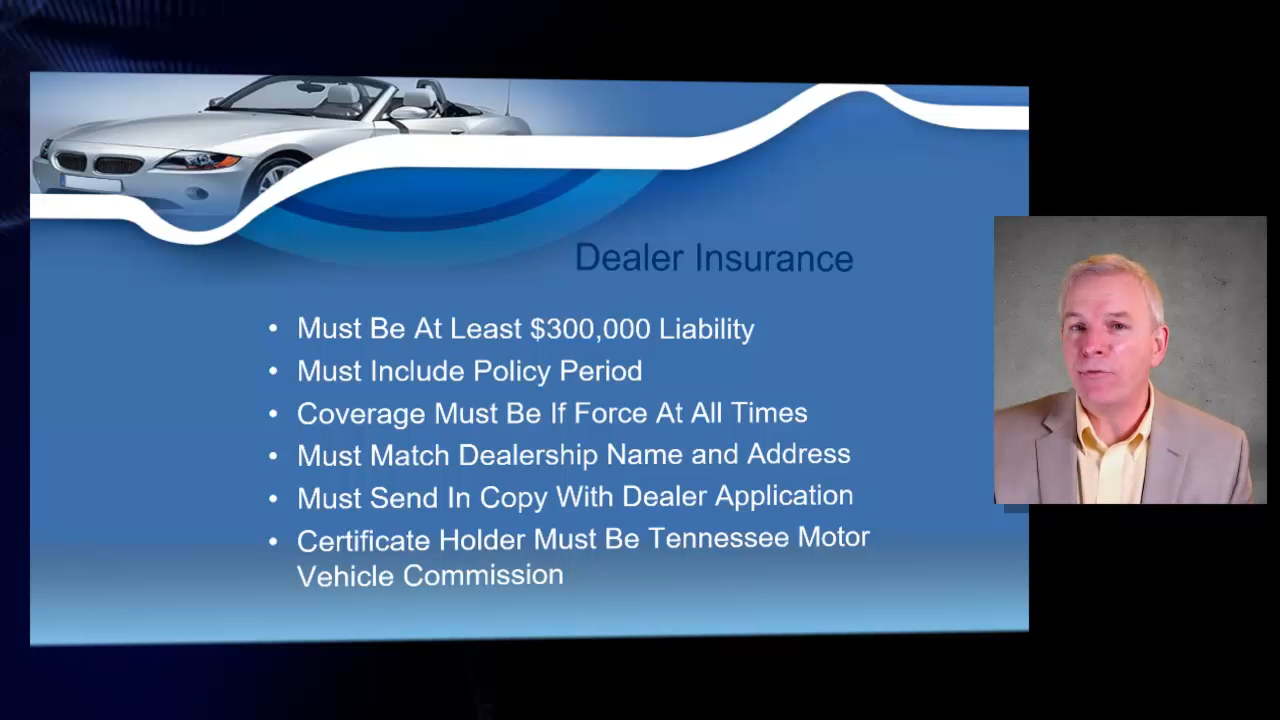 Dealer Insurance
• Must Be At Least $300,000 Liability
• Must Include Policy Period
• Coverage Must Be If Force At All Times
• Must Match Dealership Name and Address
• Must Send In Copy With Dealer Application
• Certificate Holder Must Be Tennessee Motor
Vehicle Commission